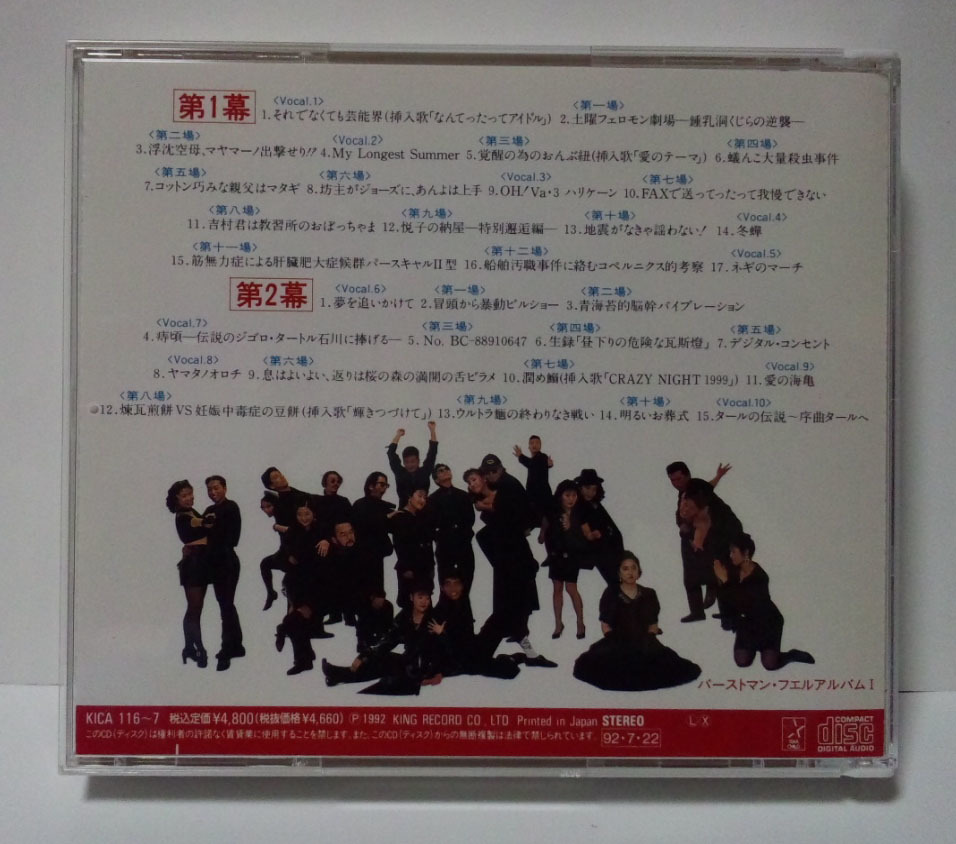 第1幕 〈Vocal.1〉 〈第一場〉
1.それでなくても芸能界(挿入歌「なんてったってアイドル」) 2.土曜フェロモン劇場―鍾乳洞くじらの逆襲―
〈第二場〉 〈Vocal.2〉 〈第三場〉 〈第四場〉
3.浮沈空母、マヤマーノ出撃せり!! 4.My Longest Summer 5.覚醒の為のおんぶ紐(挿入歌「愛のテーマ」) 6.蟻んこ大量殺虫事件
〈第五場〉 〈第六場〉 〈Vocal.3〉 〈第七場〉
7.コットン巧みな親父はマタギ 8.坊主がジョーズに、あんよは上手 9.OH!Va・3 ハリケーン 10.FAXで送ってったって我慢できない
〈第八場〉 〈第九場〉 〈第十場〉 〈Vocal.4〉
11.吉村君は教習所のおぼっちゃま 12.悦子の納屋―特別邂逅編― 13.地震がなきゃ謡わない! 14.冬蟬
〈第十一場〉 〈第十二場〉 〈Vocal.5〉
15.筋無力症による肝臓肥大症候群パースキャルII型 16.船舶汚職事件に絡むコペルニクス的考察 17.ネギのマーチ
第2幕 〈Vocal.6〉 〈第一場〉 〈第二場〉
1.夢を追いかけて 2.冒頭から暴動ピルショー 3.青海苔的脳幹バイブレーション
〈Vocal.7〉 〈第三場〉 〈第四場〉 〈第五場〉
4.痔頃―伝説のジゴロ・タートル石川に捧げる― 5.No. BC-88910647 6.生録「昼下りの危険な瓦斯燈」 7.デジタル・コンセント
〈Vocal.8〉 〈第六場〉 〈第七場〉 〈Vocal.9〉
8.ヤマタノオロチ 9.息はよいよい、返りは桜の森の満開の舌ビラメ 10.潤め鰯(挿入歌「CRAZY NIGHT 1999」) 11.愛の海亀
〈第八場〉 〈第九場〉 〈第十場〉 〈Vocal.10〉
12.煉瓦煎餅VS妊娠中毒症の豆餅(挿入歌「輝きつづけて」) 13.ウルトラ の終わりなき戦い 14.明るいお葬式 15.タールの伝説〜序曲タールへ
バーストマン・フエルアルバムI
KICA 116〜7 税込定価¥4,800(税抜価格¥4,660) Ⓟ1992 KING RECORD CO., LTD. Printed in Japan STEREO L-X
このCD(ディスク)は権利者の許諾なく賃貸業に使用することを禁じます。また、このCD(ディスク)からの無断複製は法律で禁じられています。 92・7・22
COMPACT disc DIGITAL AUDIO